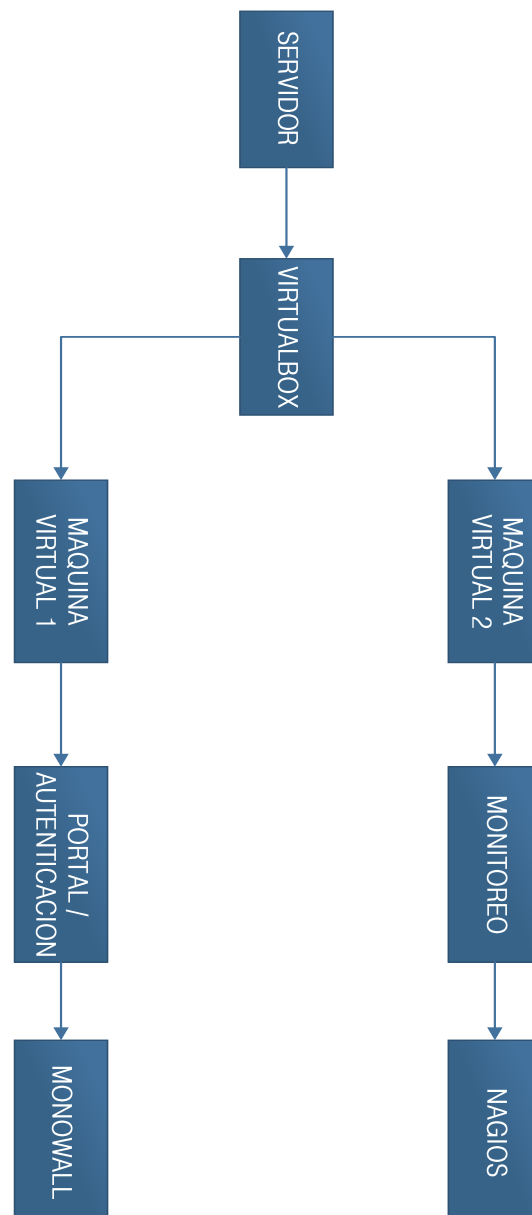 SERVIDOR
VIRTUALBOX
MAQUINA
VIRTUAL 2
MONITOREO
NAGIOS
MAQUINA
VIRTUAL 1
PORTAL /
AUTENTICACION
MONOWALL